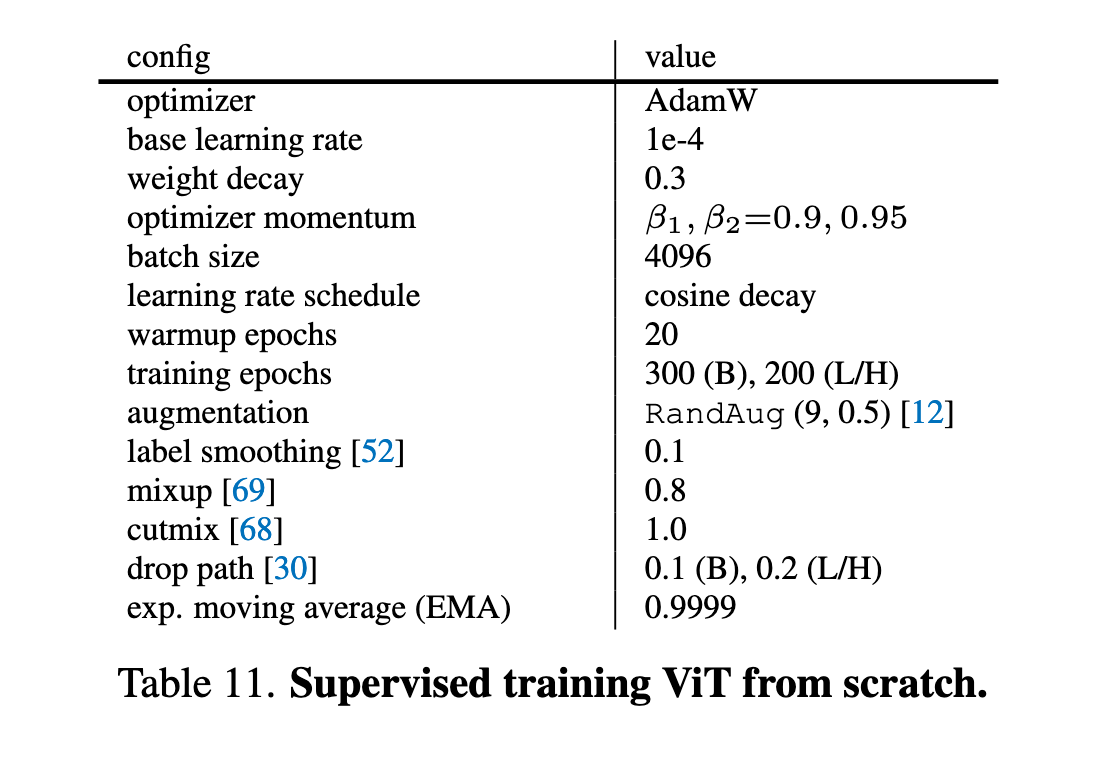 config value
optimizer AdamW
base learning rate 1e-4
weight decay 0.3
optimizer momentum β₁, β₂=0.9, 0.95
batch size 4096
learning rate schedule cosine decay
warmup epochs 20
training epochs 300 (B), 200 (L/H)
augmentation RandAug (9, 0.5) [12]
label smoothing [52] 0.1
mixup [69] 0.8
cutmix [68] 1.0
drop path [30] 0.1 (B), 0.2 (L/H)
exp. moving average (EMA) 0.9999
Table 11. Supervised training ViT from scratch.